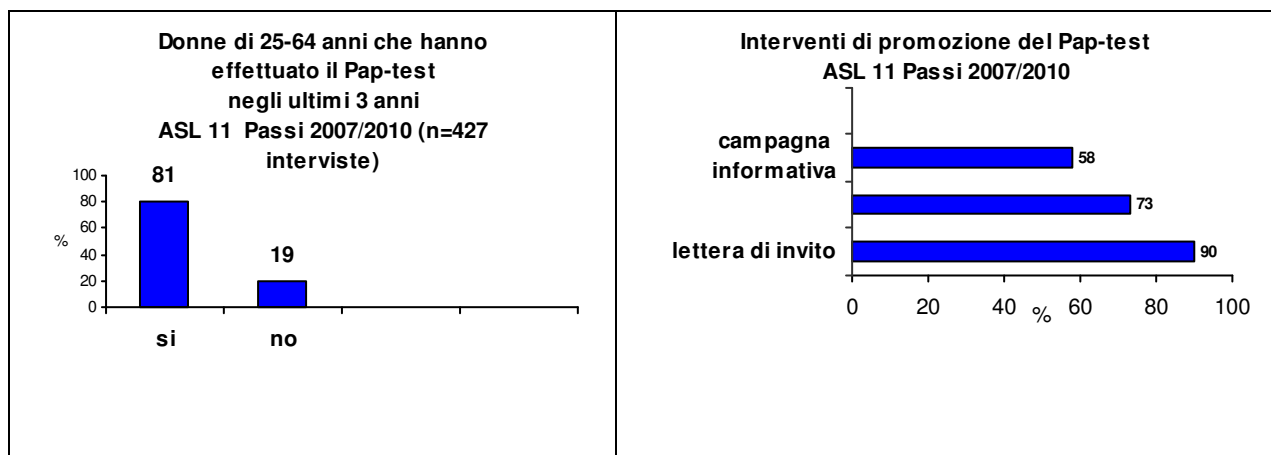 Donne di 25-64 anni che hanno
effettuato il Pap-test
negli ultimi 3 anni
ASL 11 Passi 2007/2010 (n=427
interviste)
100
80
60
40
20
0
%
81
19
si
no
Interventi di promozione del Pap-test
ASL 11 Passi 2007/2010
campagna
informativa
58
73
lettera di invito
90
0 20 40 60 80 100
%